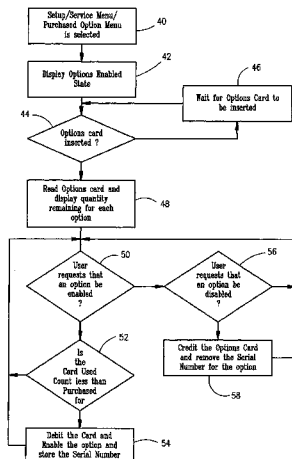 Setup/Service Menu/
Purchased Option Menu
is selected
40
Display Options Enabled
State
42
Wait for Options Card to
be inserted
46
Options card
inserted ?
44
Read Options card and
display quantity
remaining for each
option
48
User
requests that
an option be
enabled
?
50
User
requests that
an option be
disabled
?
56
Is
the
Card Used
Count less than
Purchased
for
52
Credit the Options Card
and remove the Serial
Number for the option
58
Debit the Card and
Enable the option and
store the Serial Number
54